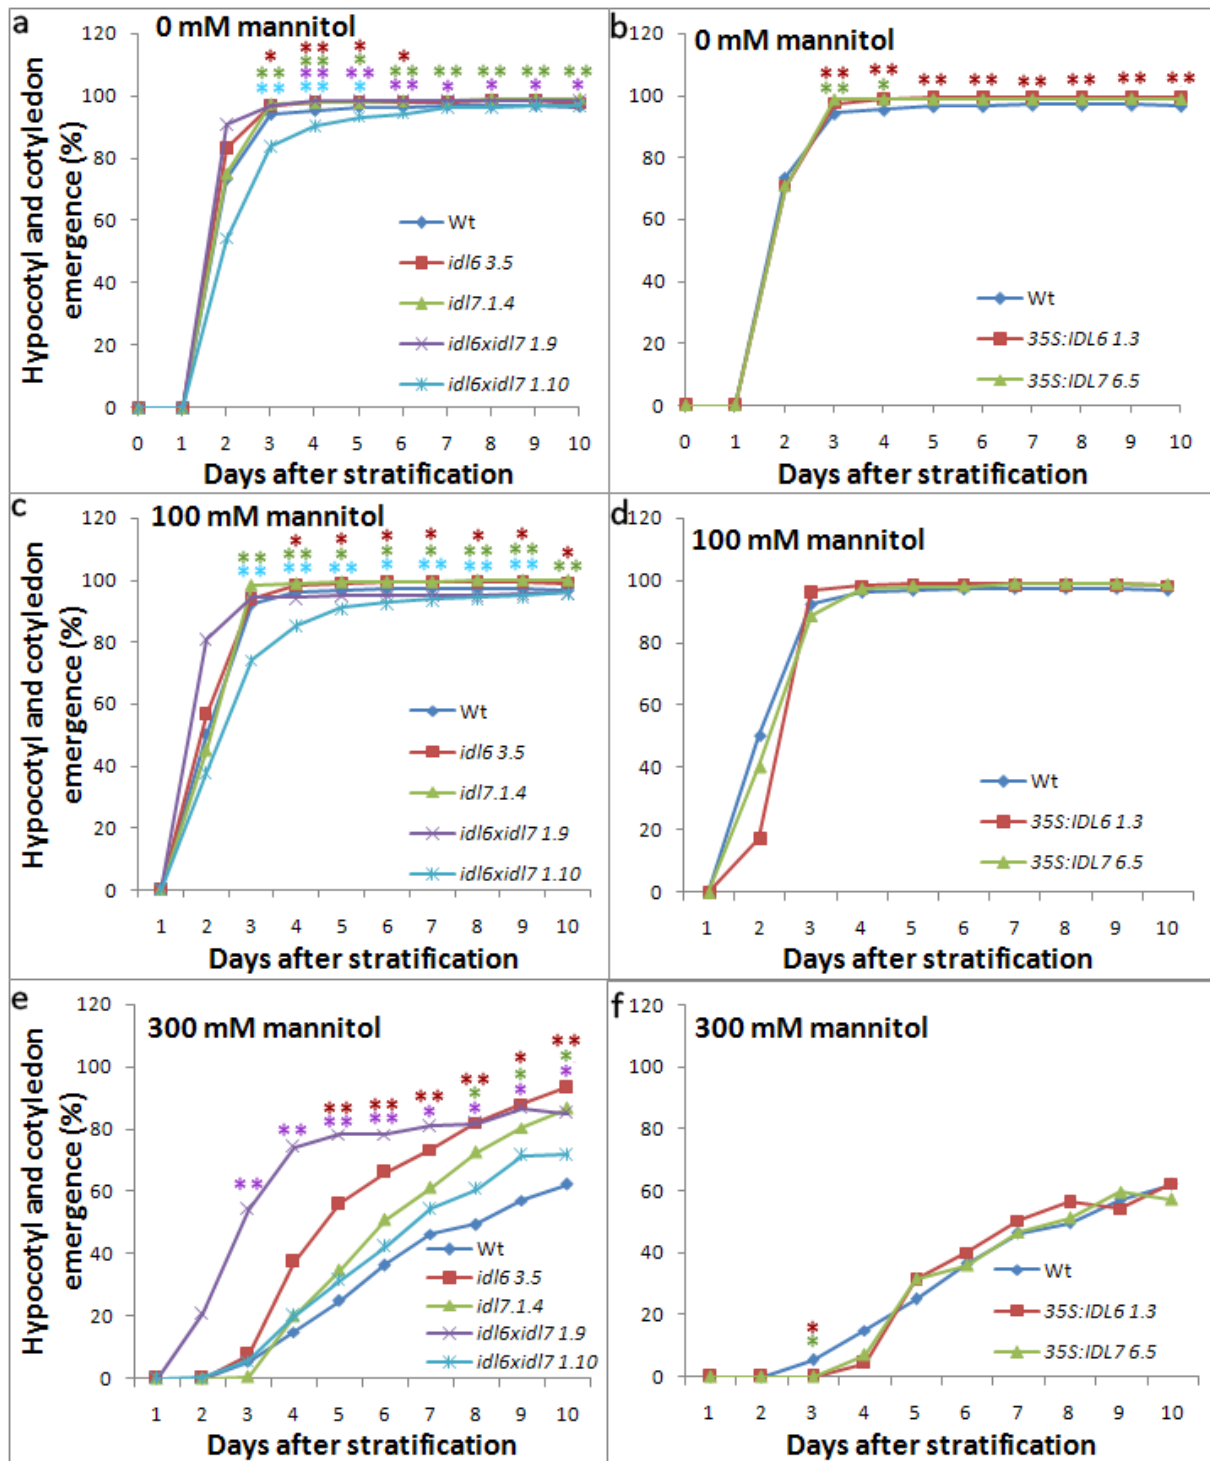 a
0 mM mannitol
Hypocotyl and cotyledon
emergence (%)
120
100
80
60
40
20
0
** ** * *
** ** * ** ** ** ** **
** ** ** * * * *
** ** *
Wt
idl6 3.5
idl7.1.4
idl6xidl7 1.9
idl6xidl7 1.10
0 1 2 3 4 5 6 7 8 9 10
Days after stratification
b
0 mM mannitol
120
100
80
60
40
20
0
** ** ** ** ** ** ** **
** *
Wt
35S:IDL6 1.3
35S:IDL7 6.5
0 1 2 3 4 5 6 7 8 9 10
Days after stratification
c
100 mM mannitol
Hypocotyl and cotyledon
emergence (%)
120
100
80
60
40
20
0
* * * * * * *
** ** * * * ** ** **
** ** ** * ** ** **
Wt
idl6 3.5
idl7.1.4
idl6xidl7 1.9
idl6xidl7 1.10
1 2 3 4 5 6 7 8 9 10
Days after stratification
d
100 mM mannitol
120
100
80
60
40
20
0
Wt
35S:IDL6 1.3
35S:IDL7 6.5
1 2 3 4 5 6 7 8 9 10
Days after stratification
e
300 mM mannitol
Hypocotyl and cotyledon
emergence (%)
120
100
80
60
40
20
0
** ** ** ** * **
* * *
** ** ** ** * * * *
Wt
idl6 3.5
idl7.1.4
idl6xidl7 1.9
idl6xidl7 1.10
1 2 3 4 5 6 7 8 9 10
Days after stratification
f
300 mM mannitol
120
100
80
60
40
20
0
*
*
Wt
35S:IDL6 1.3
35S:IDL7 6.5
1 2 3 4 5 6 7 8 9 10
Days after stratification